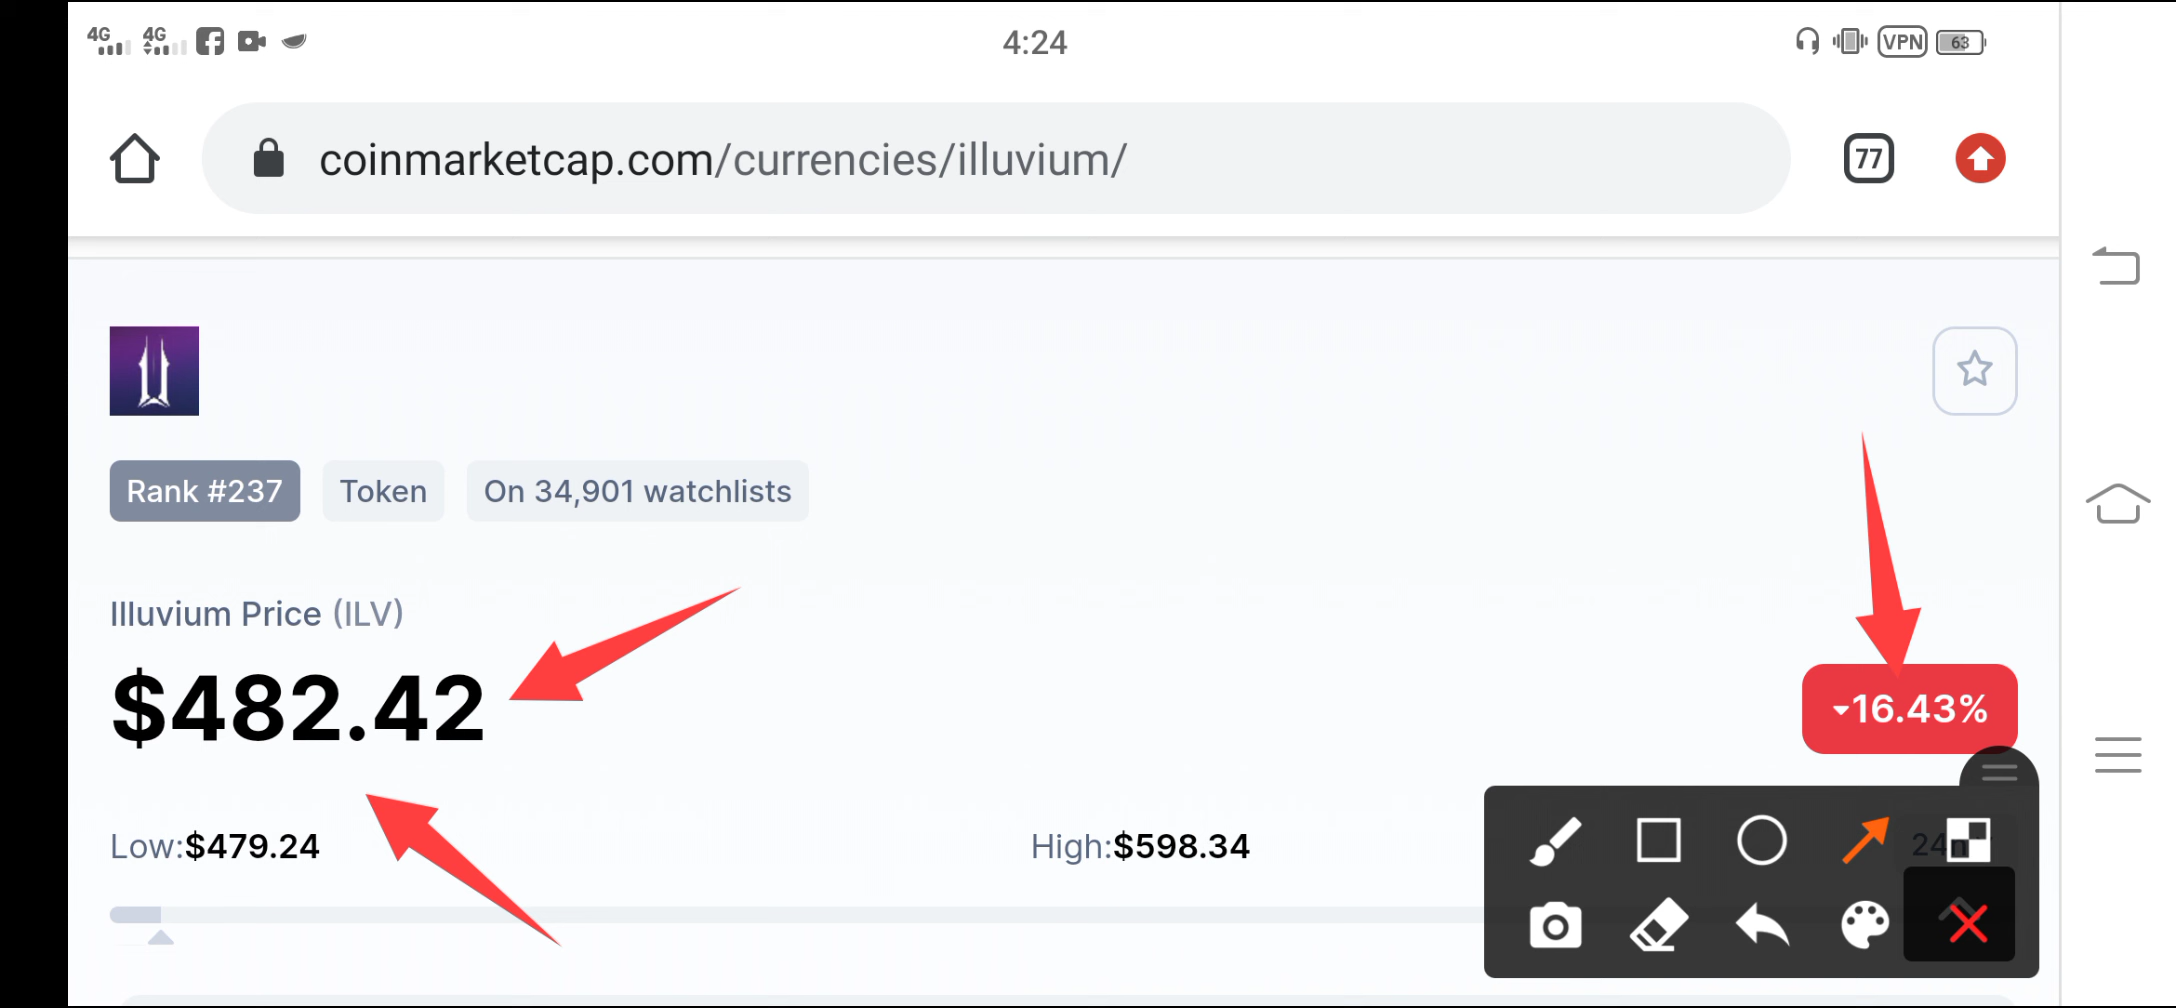 4G 4G 4:24 VPN 63
coinmarketcap.com/currencies/illuvium/ 77
Rank #237 Token On 34,901 watchlists
Illuvium Price (ILV)
$482.42 16.43%
Low:$479.24 High:$598.34 24h